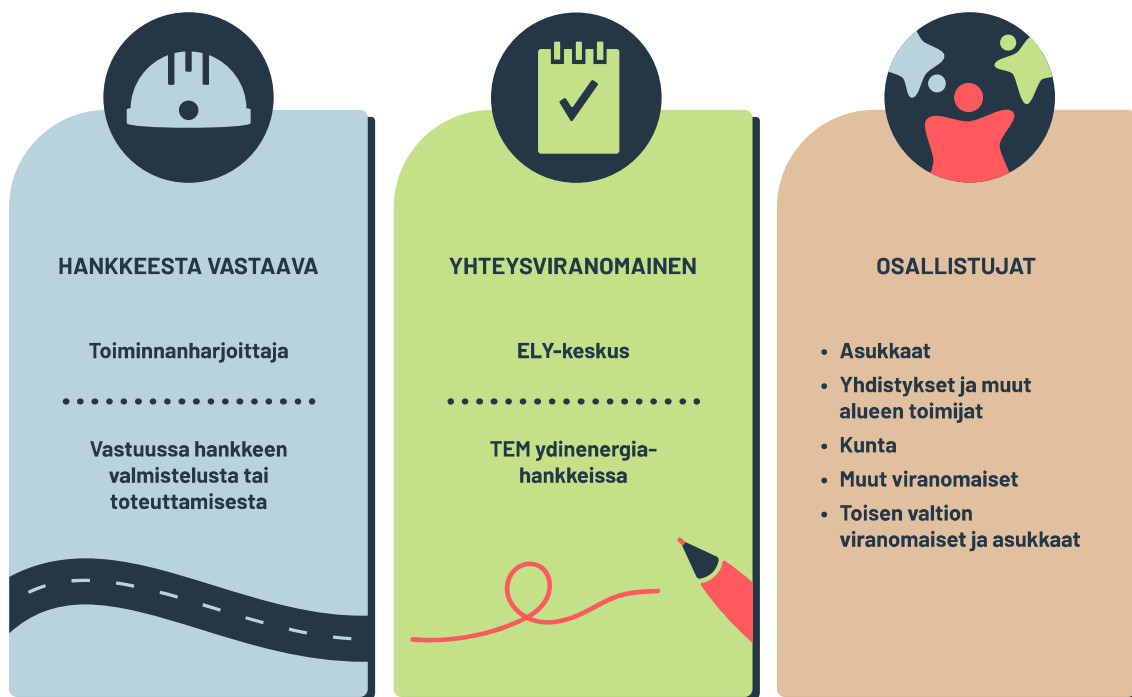 HANKKEESTA VASTAAVA
Toiminnanharjoittaja
Vastuussa hankkeen
valmistelusta tai
toteuttamisesta
YHTEYSVIRANOMAINEN
ELY-keskus
TEM ydinenergia-
hankkeissa
OSALLISTUJAT
• Asukkaat
• Yhdistykset ja muut
alueen toimijat
• Kunta
• Muut viranomaiset
• Toisen valtion
viranomaiset ja asukkaat